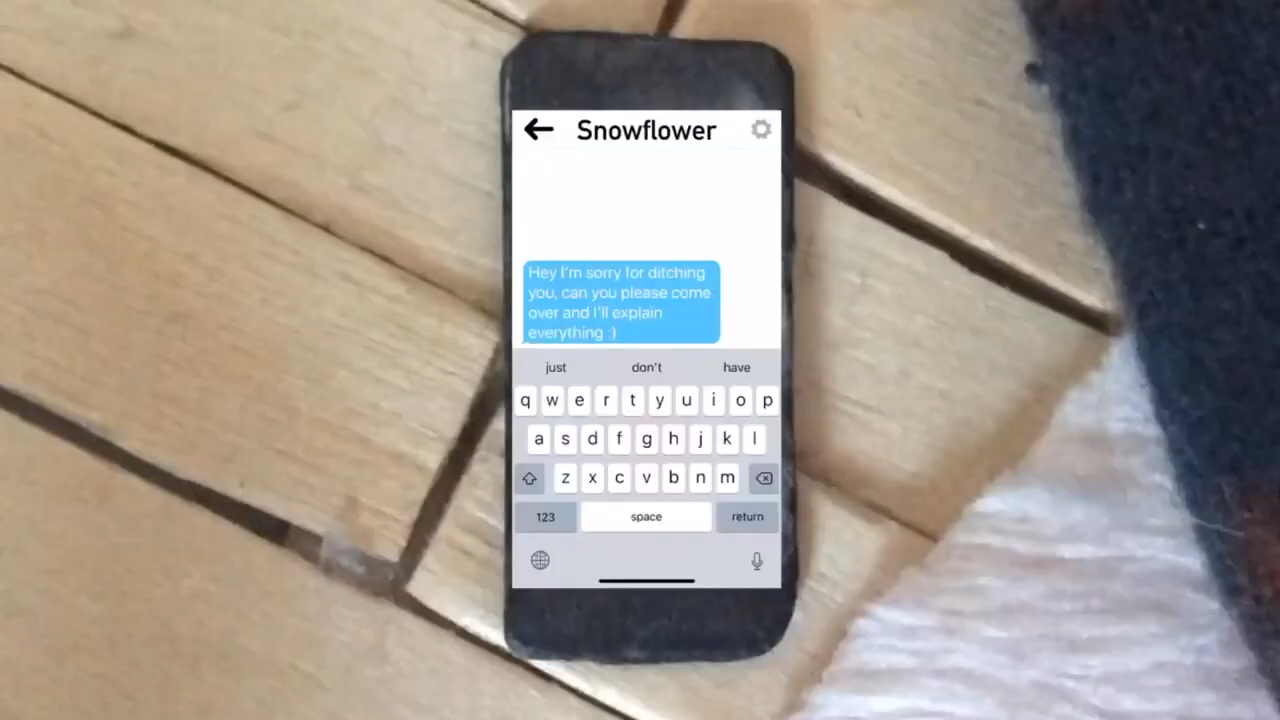 Snowflower
Hey I'm sorry for ditching
you, can you please come
over and I'll explain
everything :)
just don't have
q w e r t y u i o p
a s d f g h j k l
z x c v b n m
123 space return